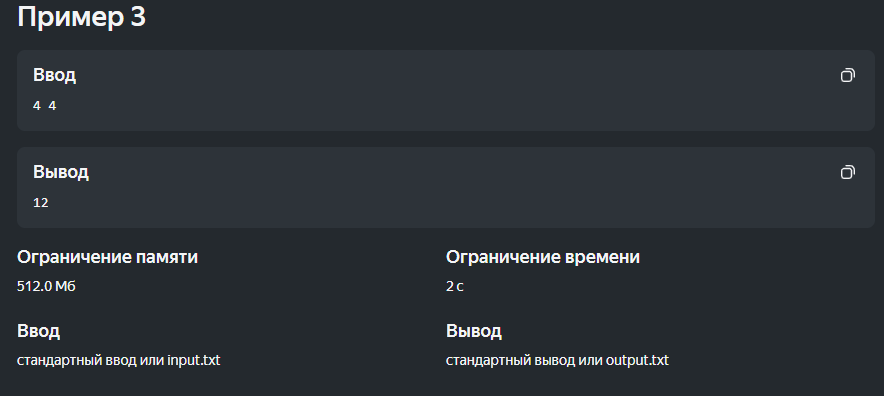 Пример 3
Ввод
4 4
Вывод
12
Ограничение памяти
Ограничение времени
512.0 Мб
2 с
Ввод
Вывод
стандартный ввод или input.txt
стандартный вывод или output.txt